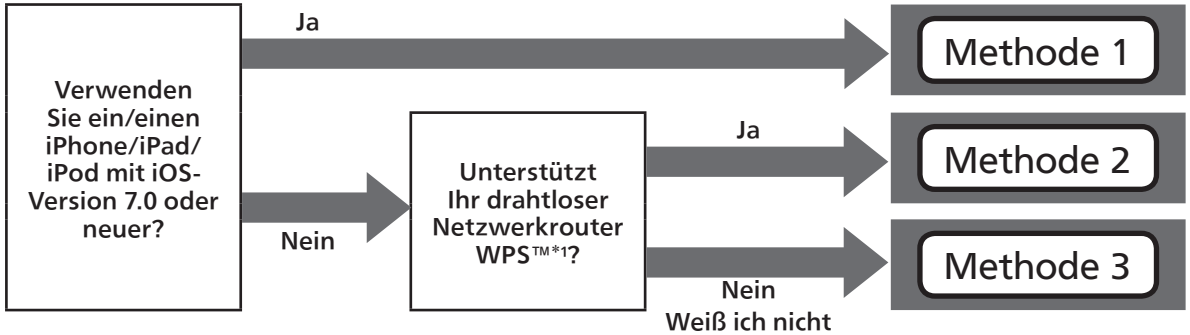 Ja
Methode 1
Verwenden
Sie ein/einen
iPhone/iPad/
iPod mit iOS-
Version 7.0 oder
neuer?
Nein
Unterstützt
Ihr drahtloser
Netzwerkrouter
WPS™*1?
Ja
Methode 2
Nein
Weiß ich nicht
Methode 3